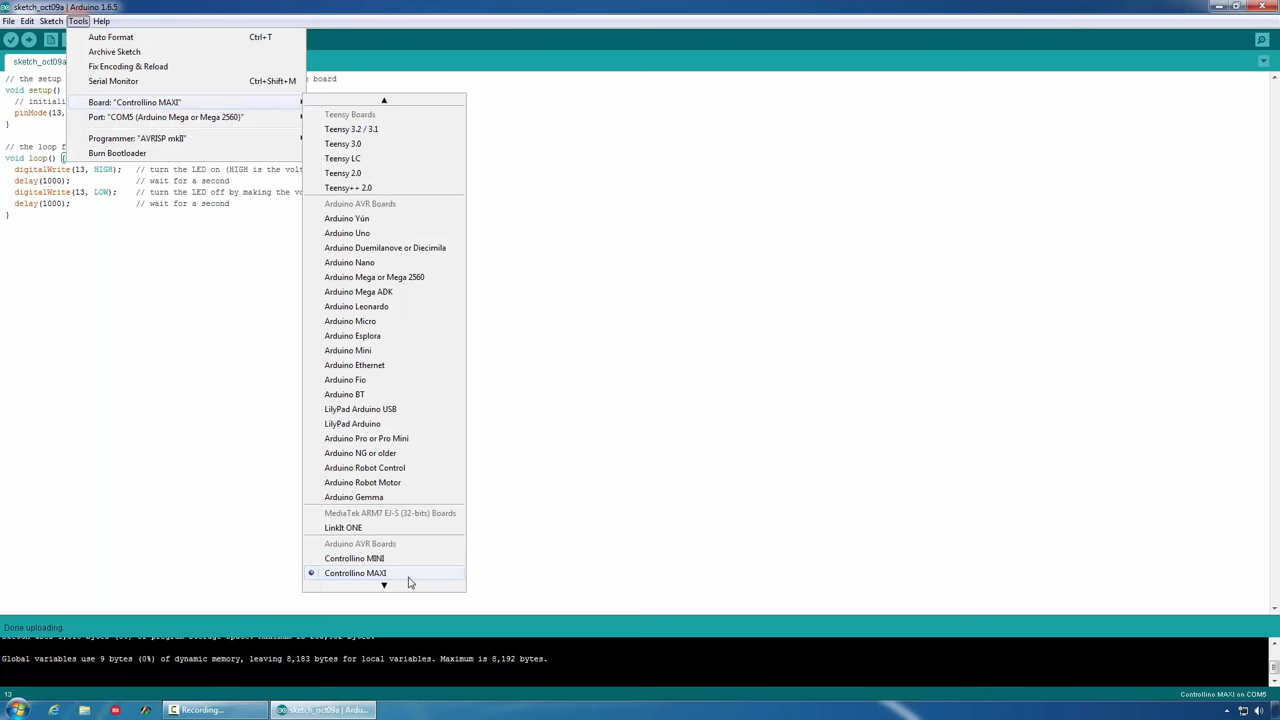 sketch_oct09a | Arduino 1.6.5
File Edit Sketch Tools Help
Auto Format Ctrl+T
Archive Sketch
Fix Encoding & Reload
Serial Monitor Ctrl+Shift+M
Board: "Controllino MAXI"
Port: "COM5 (Arduino Mega or Mega 2560)"
Programmer: "AVRISP mkII"
Burn Bootloader
sketch_oct09a
// the setup board
void setup()
// initiali
pinMode(13,
}
// the loop f
void loop() {
digitalWrite(13, HIGH); // turn the LED on (HIGH is the vol
delay(1000); // wait for a second
digitalWrite(13, LOW); // turn the LED off by making the vo
delay(1000); // wait for a second
}
Teensy Boards
Teensy 3.2 / 3.1
Teensy 3.0
Teensy LC
Teensy 2.0
Teensy++ 2.0
Arduino AVR Boards
Arduino Yún
Arduino Uno
Arduino Duemilanove or Diecimila
Arduino Nano
Arduino Mega or Mega 2560
Arduino Mega ADK
Arduino Leonardo
Arduino Micro
Arduino Esplora
Arduino Mini
Arduino Ethernet
Arduino Fio
Arduino BT
LilyPad Arduino USB
LilyPad Arduino
Arduino Pro or Pro Mini
Arduino NG or older
Arduino Robot Control
Arduino Robot Motor
Arduino Gemma
MediaTek ARM7 EJ-S (32-bits) Boards
LinkIt ONE
Arduino AVR Boards
Controllino MINI
Controllino MAXI
Done uploading.
Global variables use 9 bytes (0%) of dynamic memory, leaving 8,183 bytes for local variables. Maximum is 8,192 bytes.
13 Controllino MAXI on COM5
Recording... sketch_oct09a | Ardu...